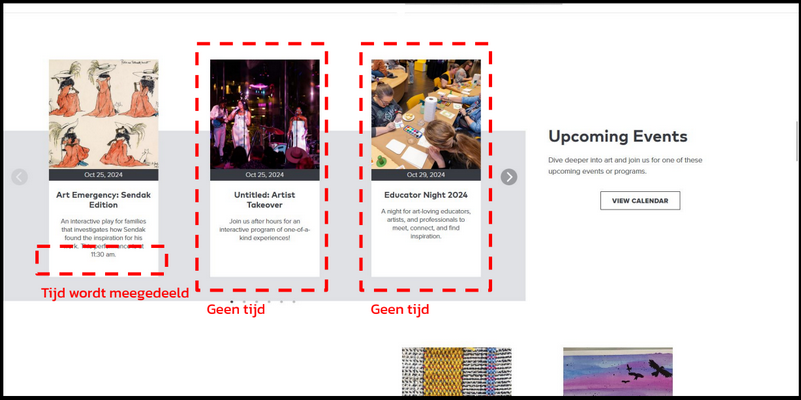 Oct 25, 2024
Art Emergency: Sendak
Edition
An interactive play for families
that investigates how Sendak
found the inspiration for his
11:30 am.
Tijd wordt meegedeeld
Oct 25, 2024
Untitled: Artist
Takeover
Join us after hours for an
interactive program of one-of-a-
kind experiences!
Geen tijd
Oct 29, 2024
Educator Night 2024
A night for art-loving educators,
artists, and professionals to
meet, connect, and find
inspiration.
Geen tijd
Upcoming Events
Dive deeper into art and join us for one of these
upcoming events or programs.
VIEW CALENDAR